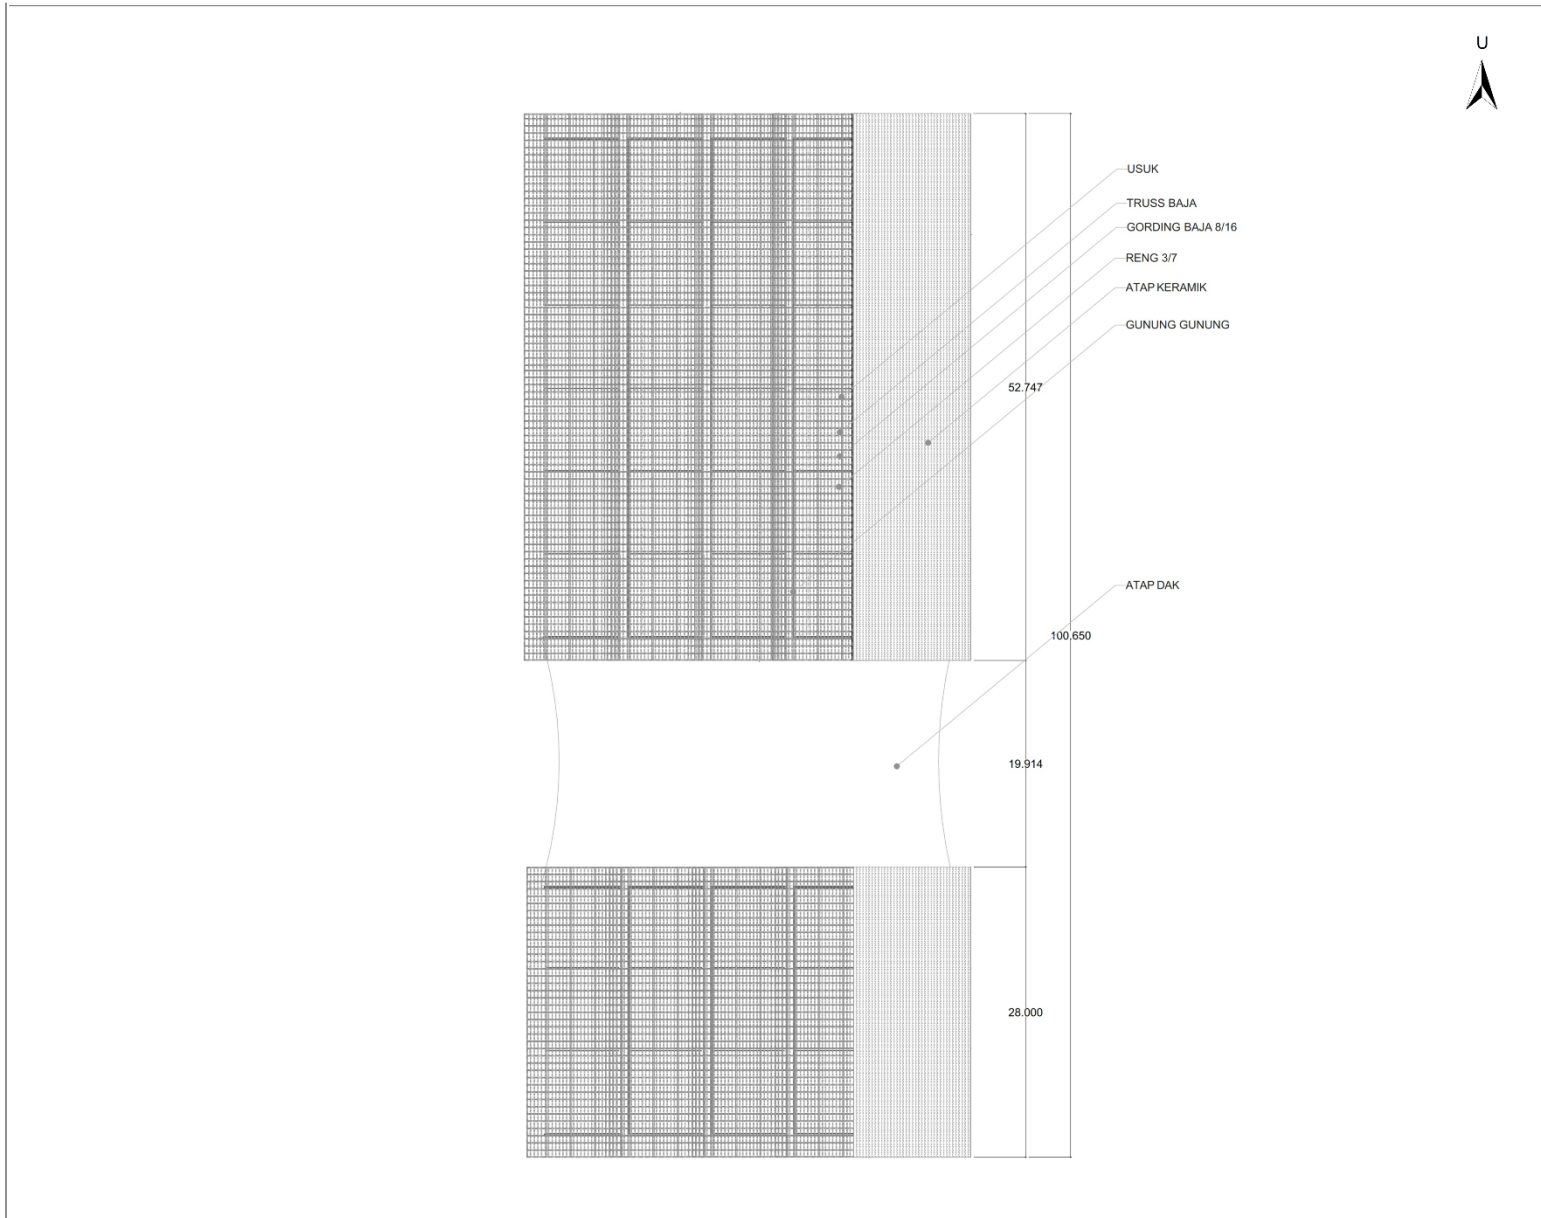 U
USUK
TRUSS BAJA
GORDING BAJA 8/16
RENG 3/7
ATAP KERAMIK
GUNUNG GUNUNG
52.747
ATAP DAK
100.650
19.914
28.000